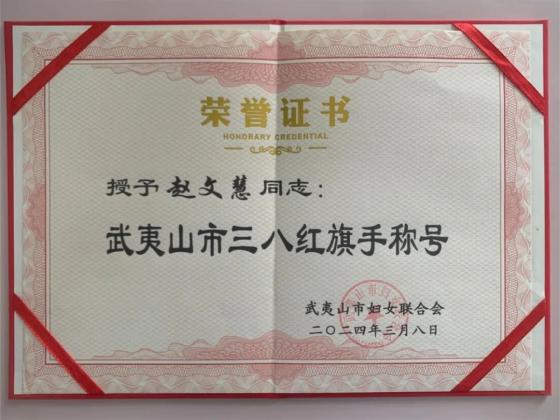 荣誉证书
HONORARY CREDENTIAL
授予赵文慧同志：
武夷山市三八红旗手称号
武夷山市妇女联合会
二〇二四年三月八日